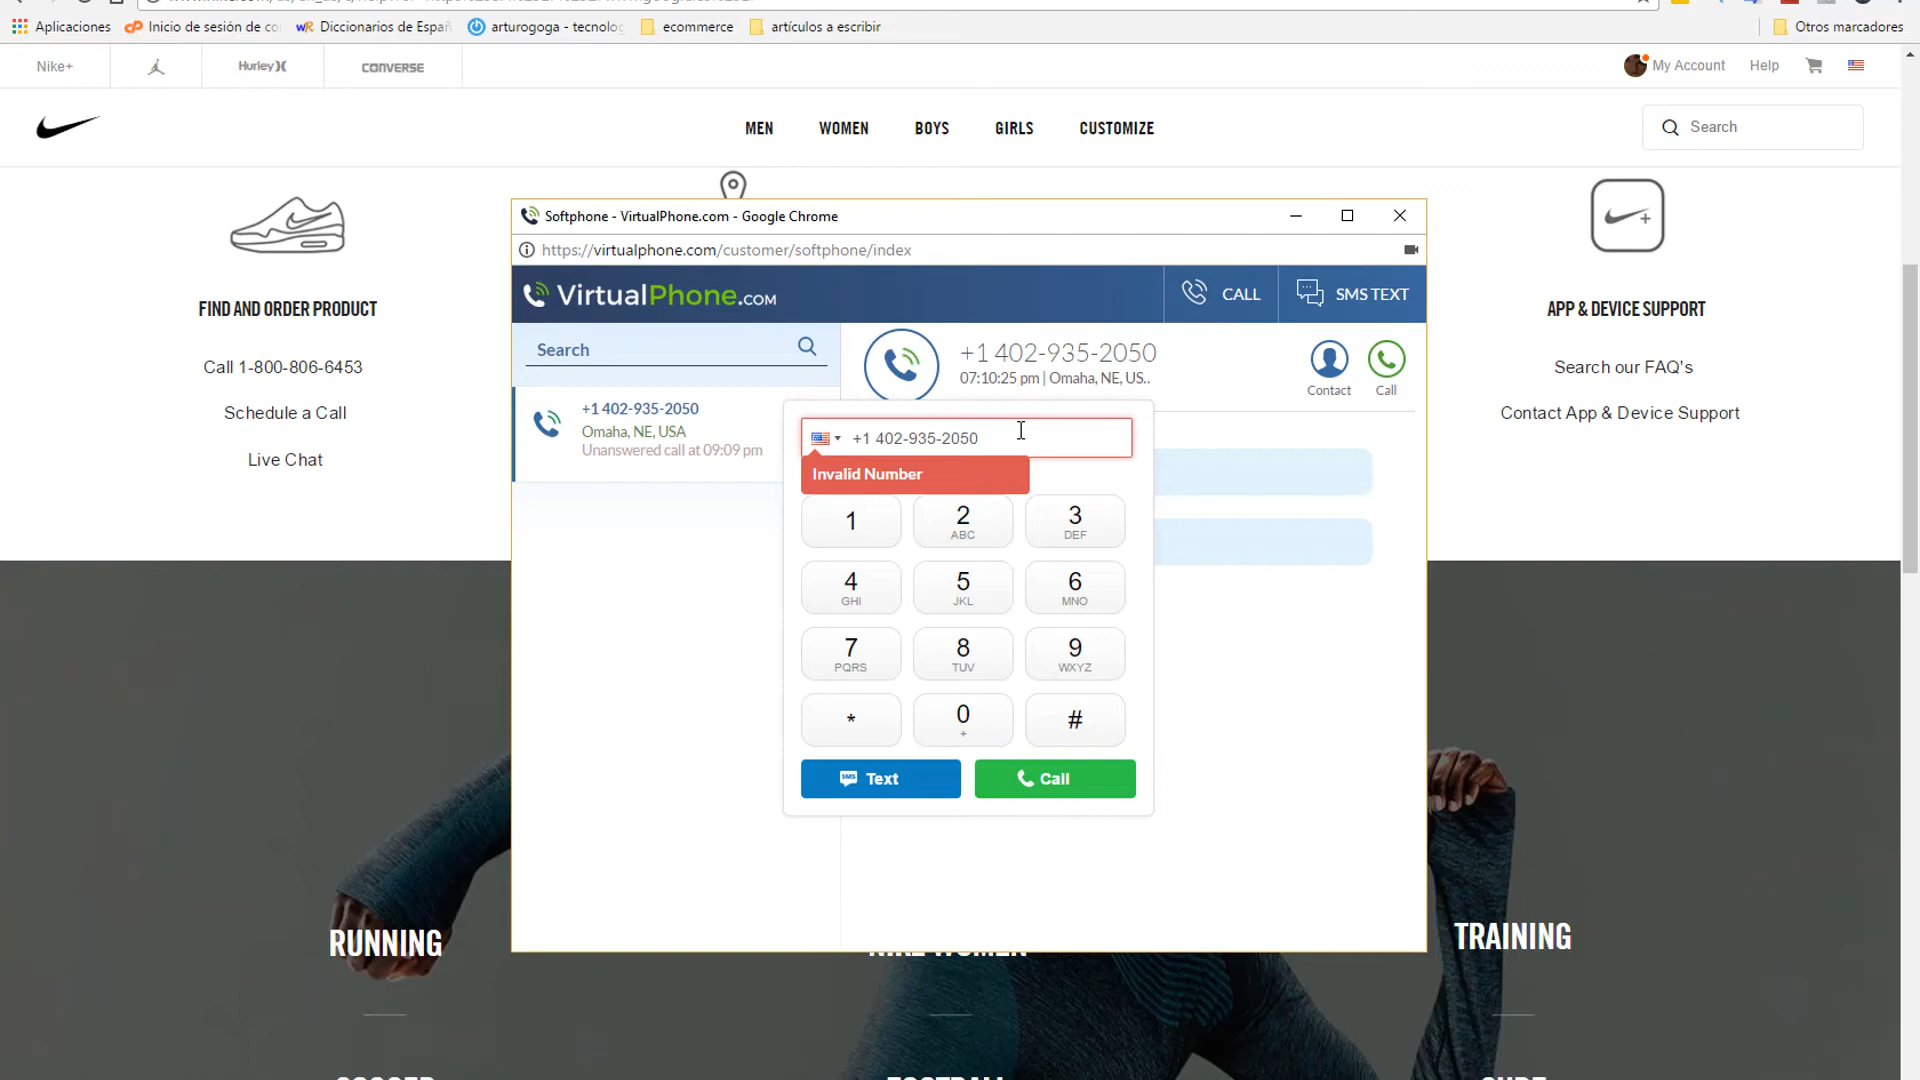 Aplicaciones
Inicio de sesión de co
Diccionarios de Españ
arturogoga - tecnolog
ecommerce
artículos a escribir
Otros marcadores
Nike+
Hurley
CONVERSE
My Account
Help
MEN
WOMEN
BOYS
GIRLS
CUSTOMIZE
Search
FIND AND ORDER PRODUCT
Call 1-800-806-6453
Schedule a Call
Live Chat
APP & DEVICE SUPPORT
Search our FAQ's
Contact App & Device Support
Softphone - VirtualPhone.com - Google Chrome
https://virtualphone.com/customer/softphone/index
VirtualPhone.COM
CALL
SMS TEXT
Search
+1 402-935-2050
Omaha, NE, USA
Unanswered call at 09:09 pm
+1 402-935-2050
07:10:25 pm | Omaha, NE, US..
Contact
Call
+1 402-935-2050
Invalid Number
1
2
ABC
3
DEF
4
GHI
5
JKL
6
MNO
7
PQRS
8
TUV
9
WXYZ
*
0
+
#
SMS Text
Call
RUNNING
NIKE WOMEN
TRAINING